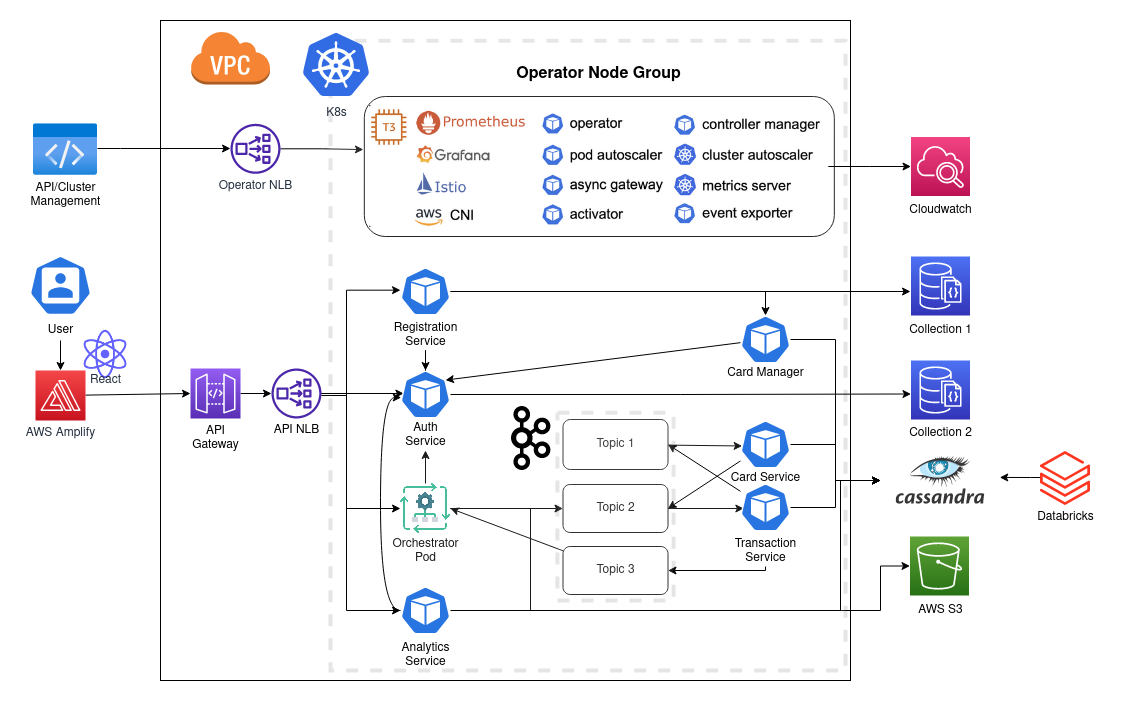 VPC
K8s
Operator Node Group
T3
Prometheus
Grafana
Istio
aws CNI
operator
pod autoscaler
async gateway
activator
controller manager
cluster autoscaler
metrics server
event exporter
API/Cluster
Management
Operator NLB
Cloudwatch
User
React
AWS Amplify
API
Gateway
API NLB
Registration
Service
Auth
Service
Orchestrator
Pod
Analytics
Service
Topic 1
Topic 2
Topic 3
Card Manager
Card Service
Transaction
Service
Collection 1
Collection 2
cassandra
Databricks
AWS S3